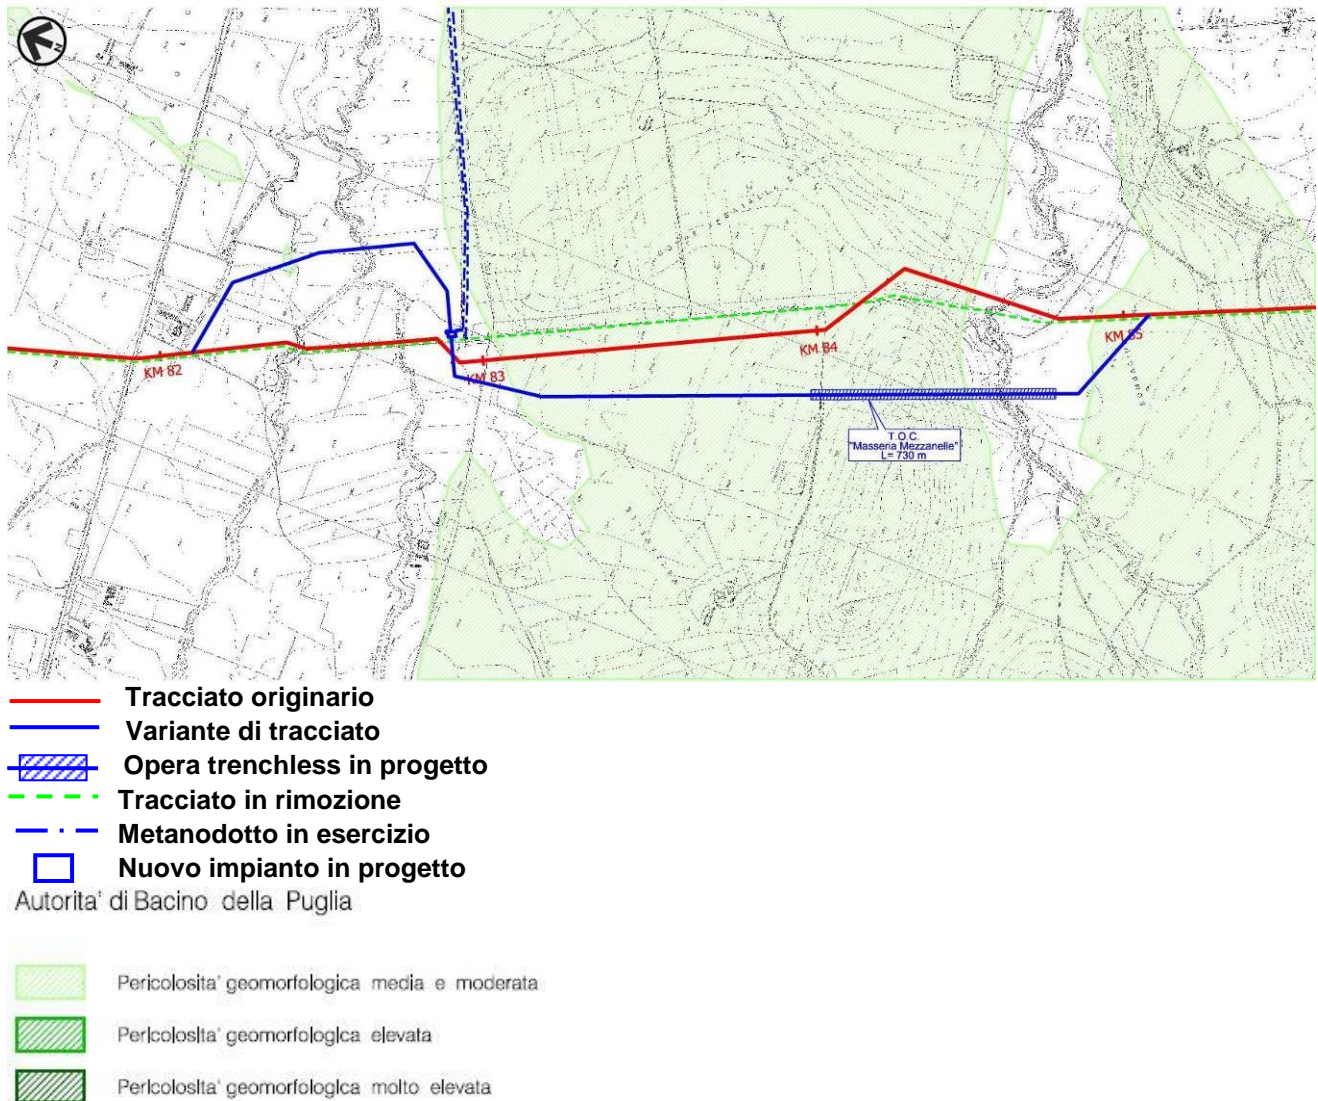 N
KM 82
KM 83
KM 84
KM 85
T.O.C.
"Masseria Mezzanelle"
L= 730 m
Tracciato originario
Variante di tracciato
Opera trenchless in progetto
Tracciato in rimozione
Metanodotto in esercizio
Nuovo impianto in progetto
Autorita' di Bacino della Puglia
Pericolosita' geomorfologica media e moderata
Pericolosita' geomorfologica elevata
Pericolosita' geomorfologica molto elevata